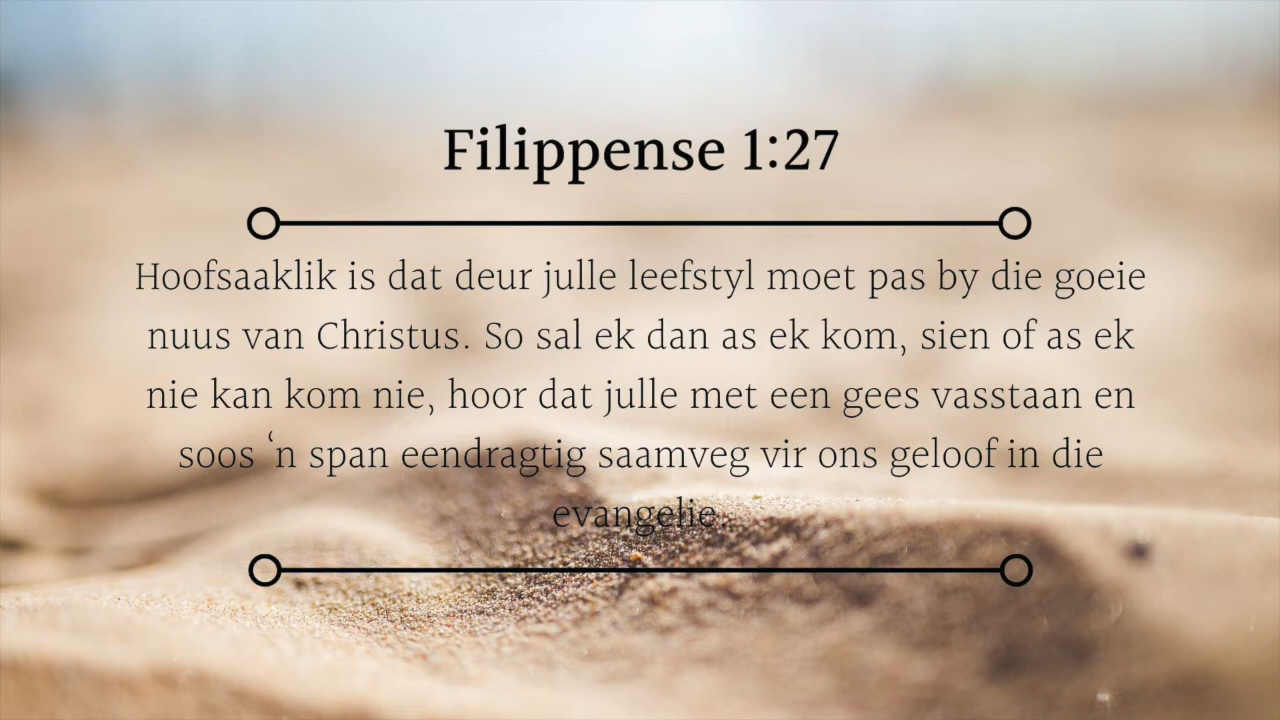 Filippense 1:27
Hoofsaaklik is dat deur julle leefstyl moet pas by die goeie
nuus van Christus. So sal ek dan as ek kom, sien of as ek
nie kan kom nie, hoor dat julle met een gees vasstaan en
soos ‘n span eendragtig saamveg vir ons geloof in die
evangelie.